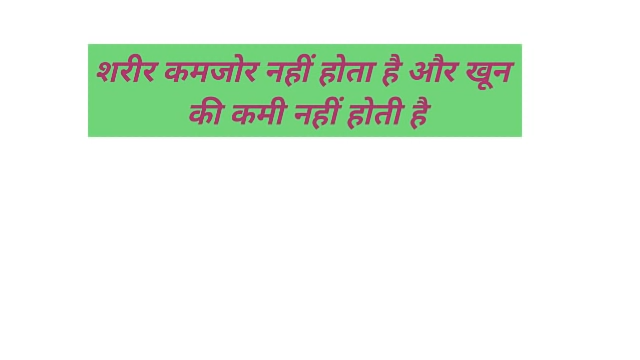 शरीर कमजोर नहीं होता है और खून
की कमी नहीं होती है